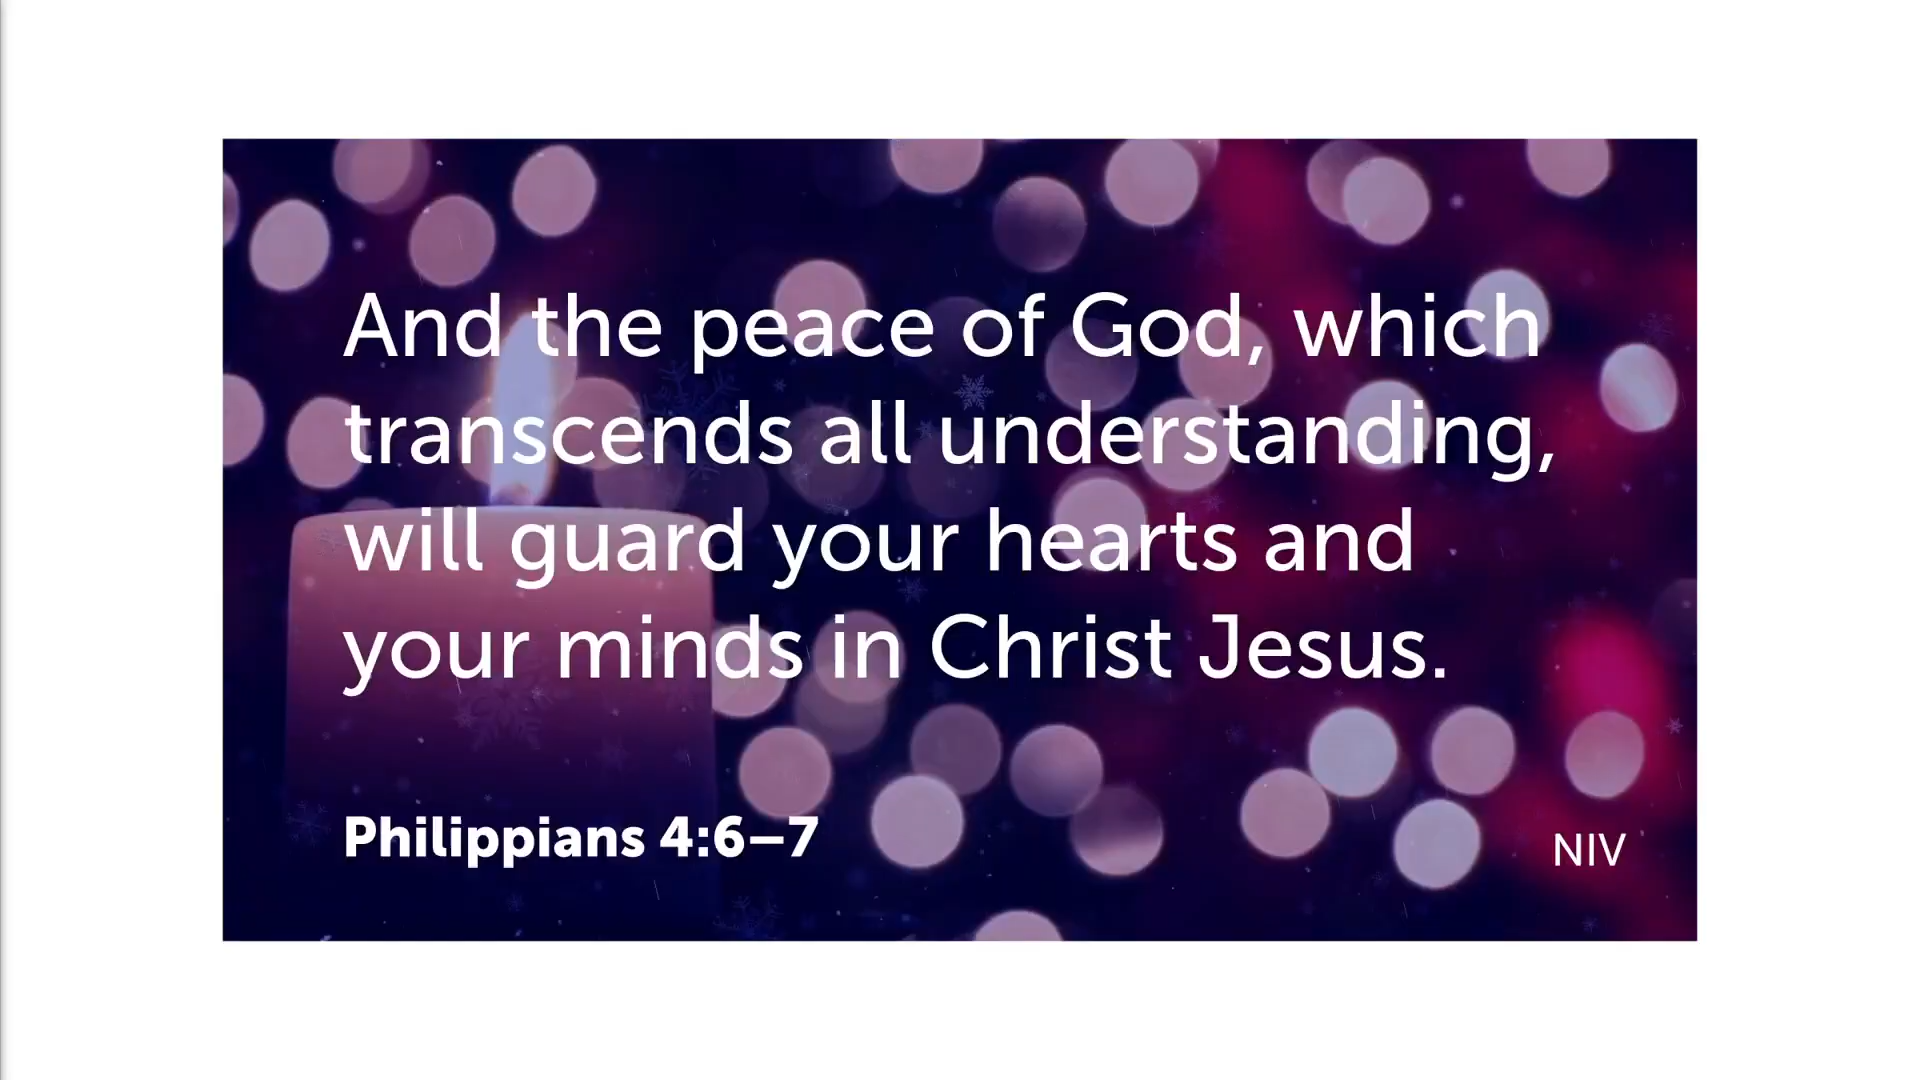 And the peace of God, which
transcends all understanding,
will guard your hearts and
your minds in Christ Jesus.
Philippians 4:6–7
NIV